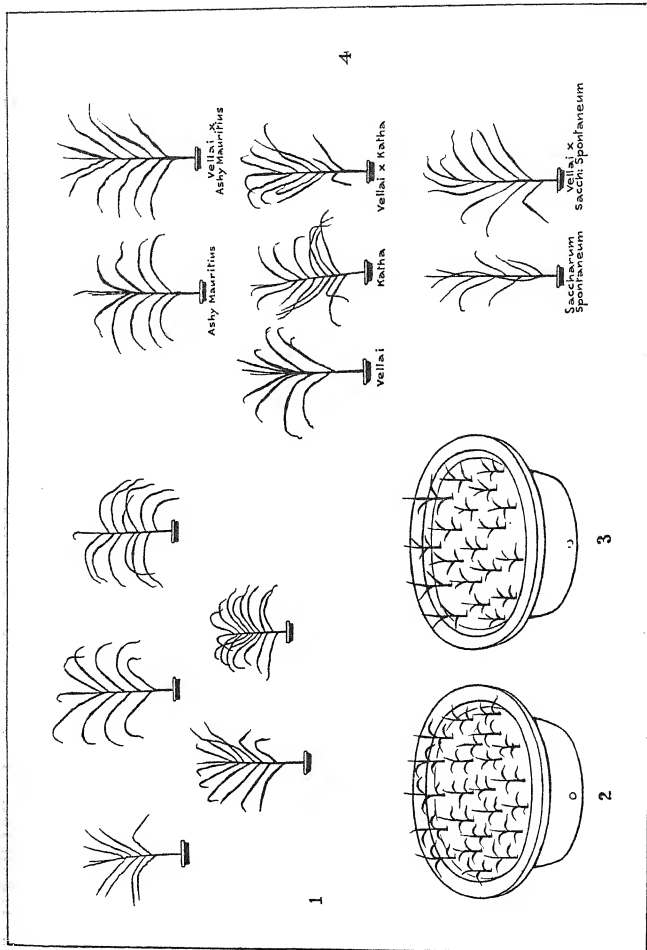 1
2
3
4
Ashy Mauritius
Vellai x
Ashy Mauritius
Vellai
Katha
Vellai x Katha
Saccharum
Spontaneum
Vellai x
Sacch: Spontaneum